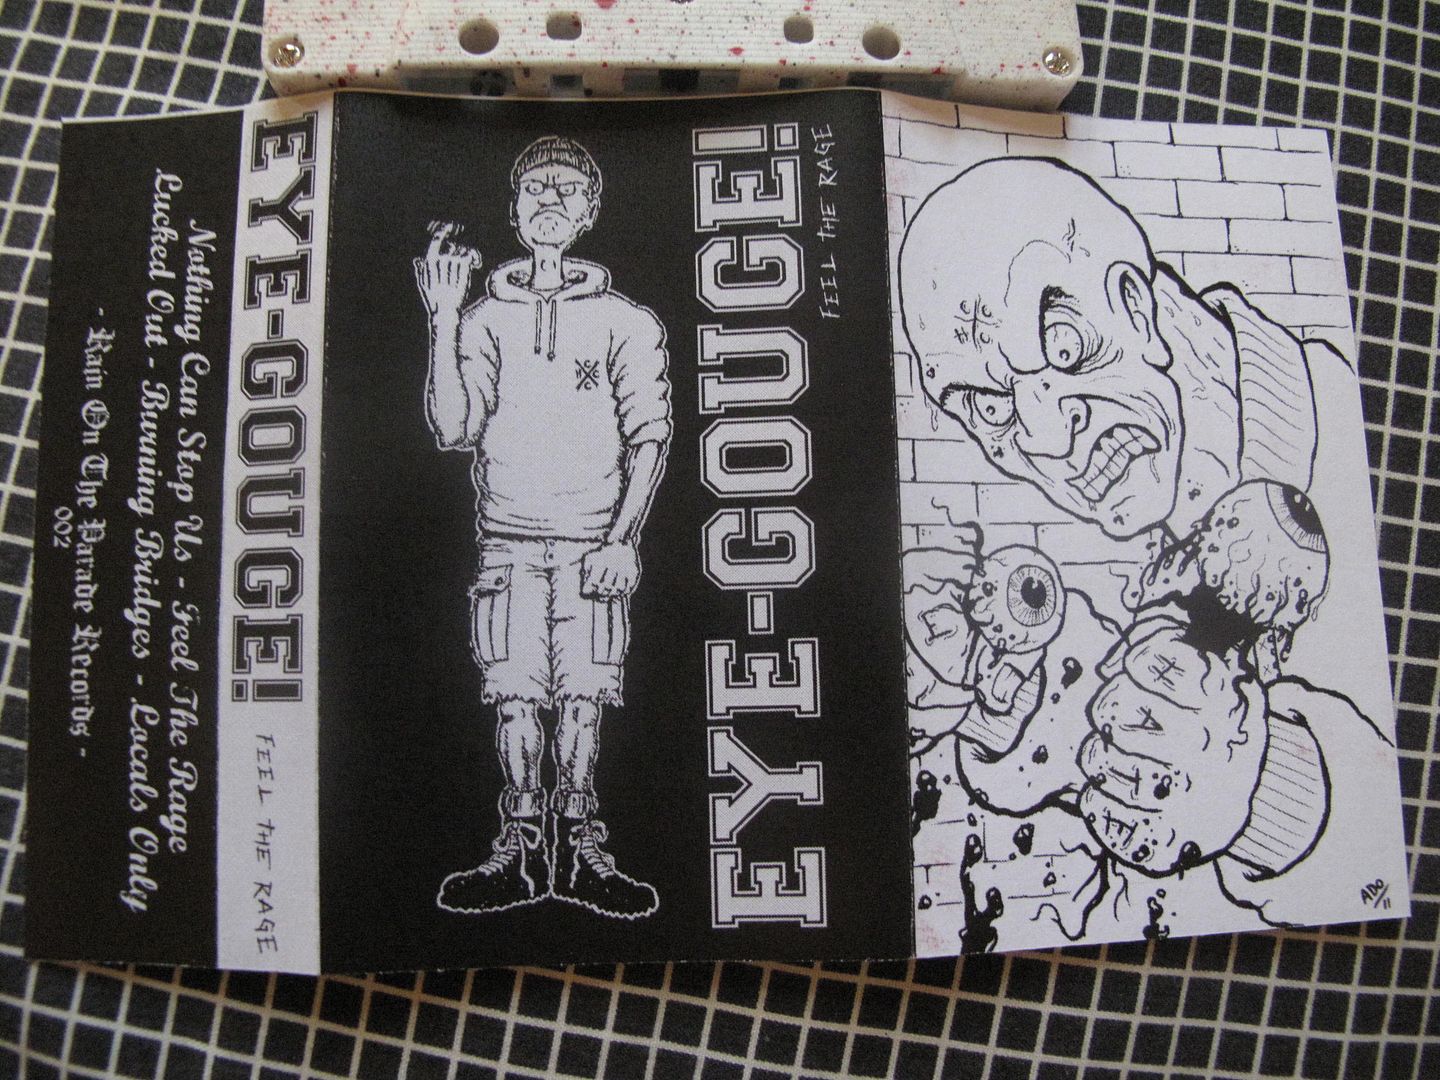 Nothing Can Stop Us - Feel The Rage
Lucked Out - Burning Bridges - Locals Only
- Rain On The Parade Records -
002
EYE-GOUGE!
FEEL THE RAGE
EYE-GOUGE!
FEEL THE RAGE
HATE
ADO
11